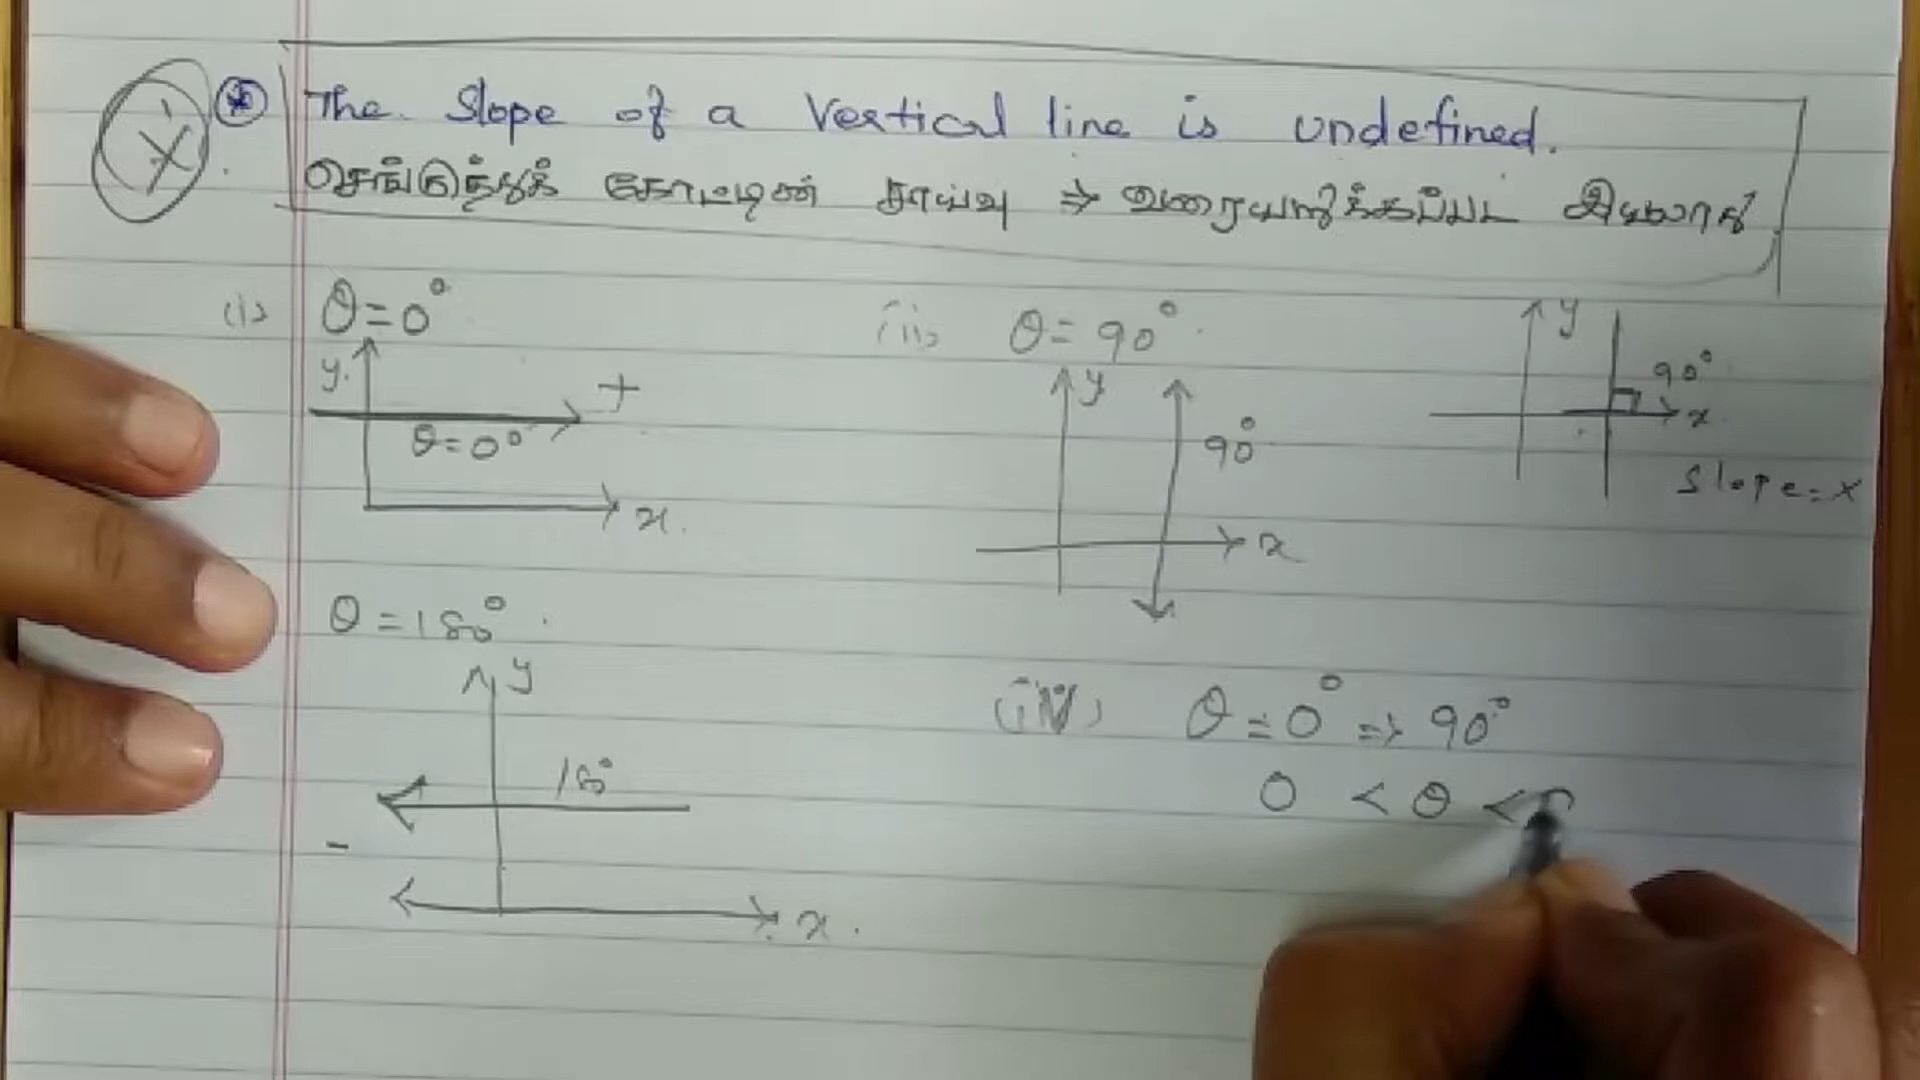 The Slope of a Vertical line is undefined.
செங்குத்துக் கோட்டின் சாய்வு ⇒ வரையறுக்கப்பட இயலாது
(i) θ = 0°
y
+
θ = 0°
x
(ii) θ = 90°
y
90°
x
y
90°
x
Slope = x
θ = 180°
y
180°
-
x
(iv) θ = 0° ⇒ 90°
0 < θ <